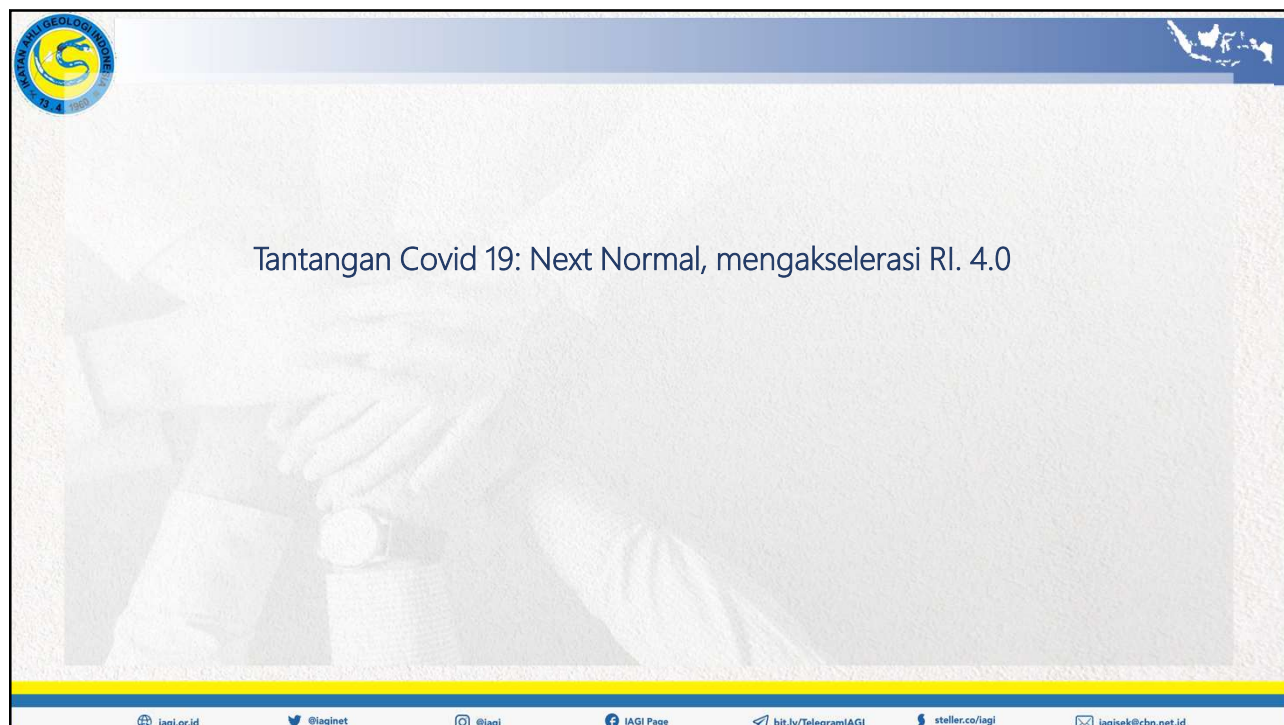 IKATAN AHLI GEOLOGI INDONESIA
13 4 1960
Tantangan Covid 19: Next Normal, mengakselerasi RI. 4.0
iagi.or.id
@iaginet
@iagi
IAGI Page
bit.ly/TelegramIAGI
steller.co/iagi
iagisek@cbn.net.id